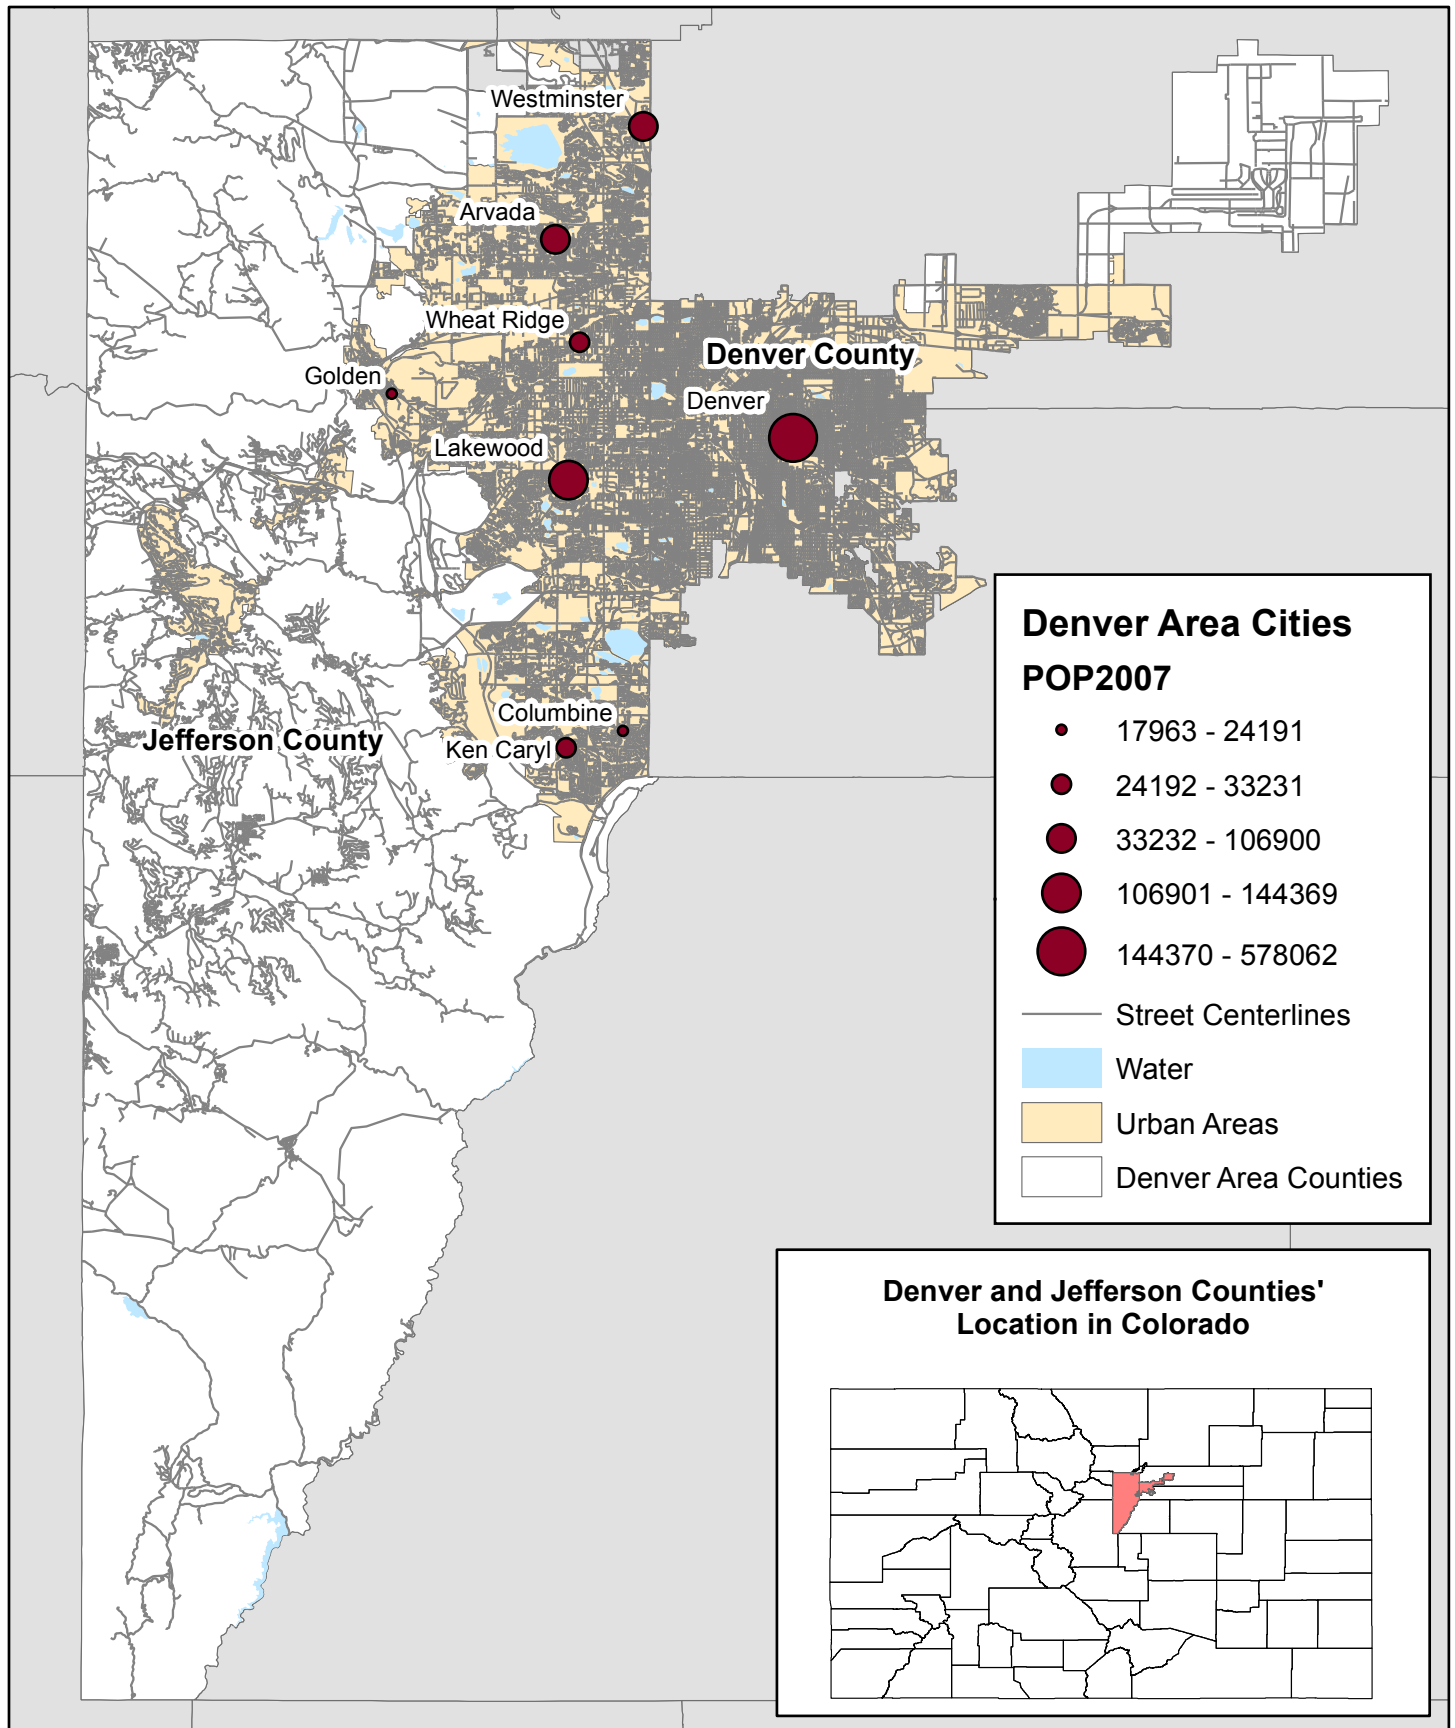 Westminster
Arvada
Wheat Ridge
Denver County
Golden
Denver
Lakewood
Columbine
Jefferson County
Ken Caryl
Denver Area Cities
POP2007
17963 - 24191
24192 - 33231
33232 - 106900
106901 - 144369
144370 - 578062
Street Centerlines
Water
Urban Areas
Denver Area Counties
Denver and Jefferson Counties'
Location in Colorado